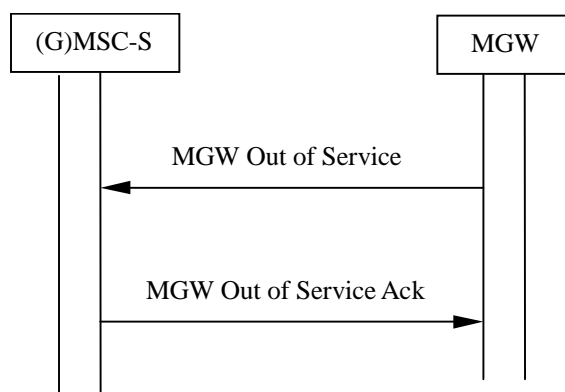 (G)MSC-S
MGW
MGW Out of Service
MGW Out of Service Ack